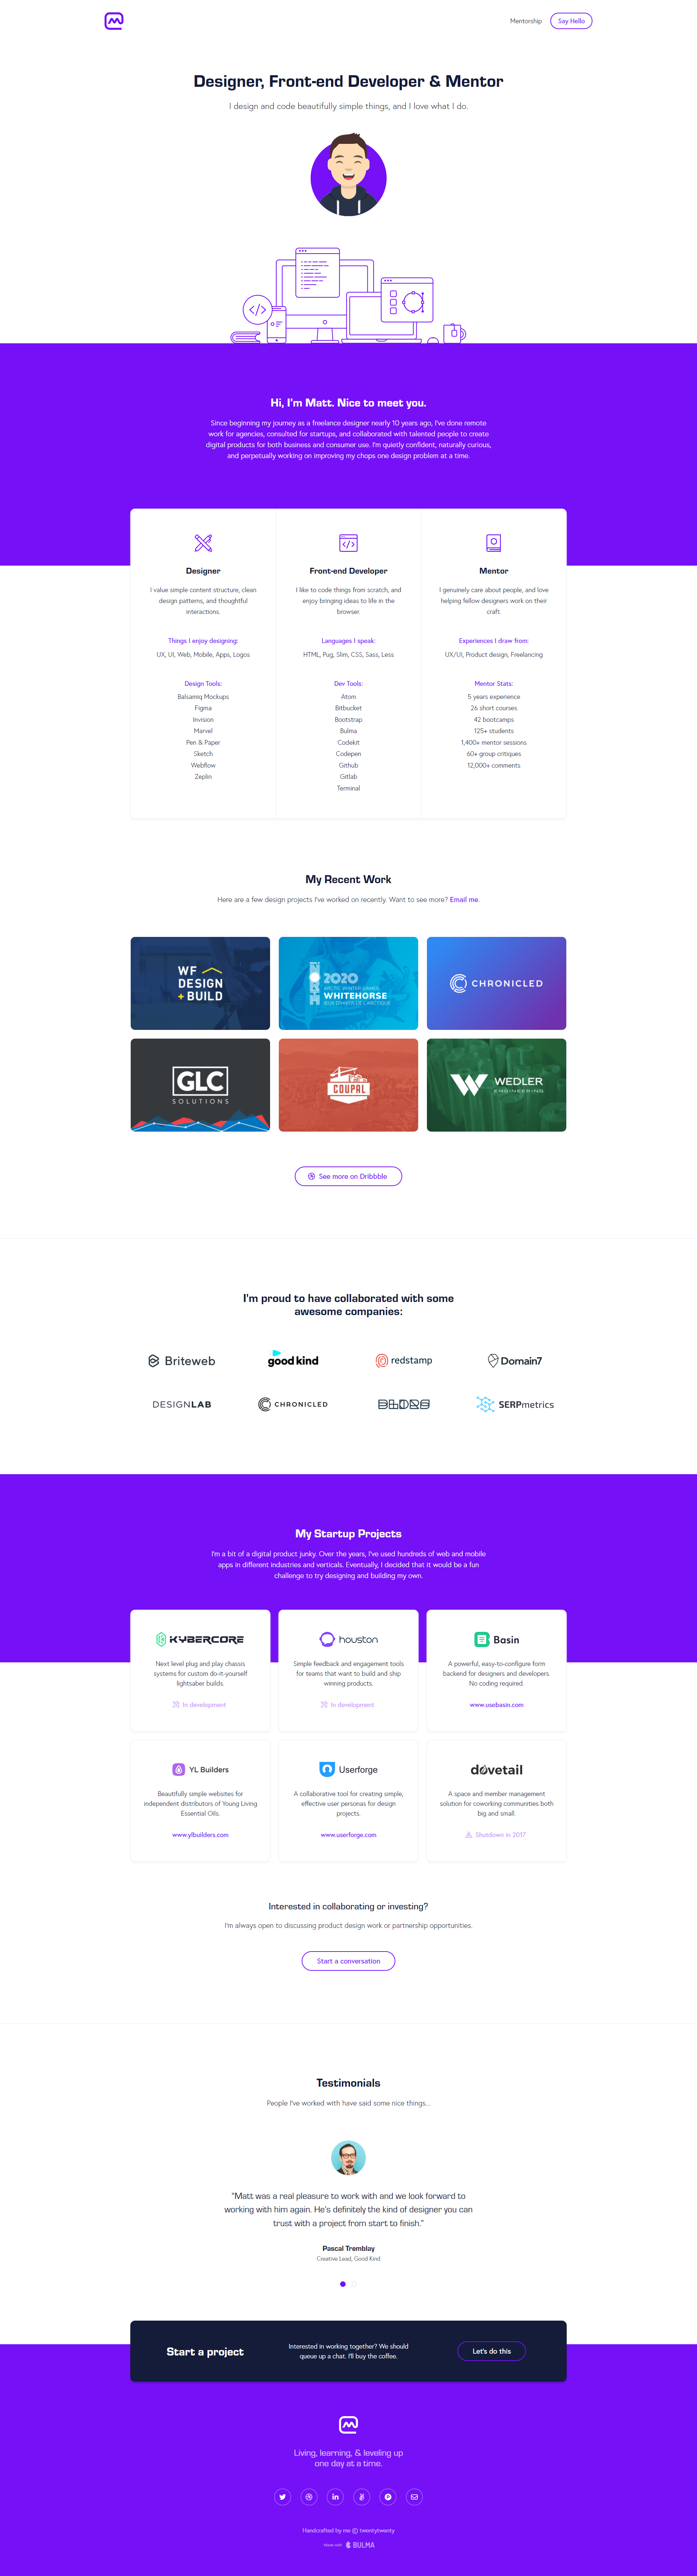 Mentorship
Say Hello
Designer, Front-end Developer & Mentor
I design and code beautifully simple things, and I love what I do.
Hi, I'm Matt. Nice to meet you.
Since beginning my journey as a freelance designer nearly 10 years ago, I've done remote
work for agencies, consulted for startups, and collaborated with talented people to create
digital products for both business and consumer use. I'm quietly confident, naturally curious,
and perpetually working on improving my chops one design problem at a time.
Designer
I value simple content structure, clean
design patterns, and thoughtful
interactions.
Things I enjoy designing:
UX, UI, Web, Mobile, Apps, Logos
Design Tools:
Balsamiq Mockups
Figma
Invision
Marvel
Pen & Paper
Sketch
Webflow
Zeplin
Front-end Developer
I like to code things from scratch, and
enjoy bringing ideas to life in the
browser.
Languages I speak:
HTML, Pug, Slim, CSS, Sass, Less
Dev Tools:
Atom
Bitbucket
Bootstrap
Bulma
Codekit
Codepen
Github
Gitlab
Terminal
Mentor
I genuinely care about people, and love
helping fellow designers work on their
craft.
Experiences I draw from:
UX/UI, Product design, Freelancing
Mentor Stats:
5 years experience
26 short courses
42 bootcamps
125+ students
1,400+ mentor sessions
60+ group critiques
12,000+ comments
My Recent Work
Here are a few design projects I've worked on recently. Want to see more? Email me.
WF
DESIGN
+BUILD
2020
ARCTIC WINTER GAMES
WHITEHORSE
JEUX D'HIVER DE L'ARCTIQUE
CHRONICLED
GLC
SOLUTIONS
COUPAL
WEDLER
ENGINEERING
See more on Dribbble
I'm proud to have collaborated with some
awesome companies:
Briteweb
good kind
redstamp
Domain7
DESIGNLAB
CHRONICLED
SERPmetrics
My Startup Projects
I'm a bit of a digital product junky. Over the years, I've used hundreds of web and mobile
apps in different industries and verticals. Eventually, I decided that it would be a fun
challenge to try designing and building my own.
KYBERCORE
Next level plug and play chassis
systems for custom do-it-yourself
lightsaber builds.
In development
houston
Simple feedback and engagement tools
for teams that want to build and ship
winning products.
In development
Basin
A powerful, easy-to-configure form
backend for designers and developers.
No coding required.
www.usebasin.com
YL Builders
Beautifully simple websites for
independent distributors of Young Living
Essential Oils.
www.ylbuilders.com
Userforge
A collaborative tool for creating simple,
effective user personas for design
projects.
www.userforge.com
dovetail
A space and member management
solution for coworking communities both
big and small.
Shutdown in 2017
Interested in collaborating or investing?
I'm always open to discussing product design work or partnership opportunities.
Start a conversation
Testimonials
People I've worked with have said some nice things...
“Matt was a real pleasure to work with and we look forward to
working with him again. He's definitely the kind of designer you can
trust with a project from start to finish.”
Pascal Tremblay
Creative Lead, Good Kind
Start a project
Interested in working together? We should
queue up a chat. I'll buy the coffee.
Let's do this
Living, learning, & leveling up
one day at a time.
Handcrafted by me © twentytwenty
Made with BULMA